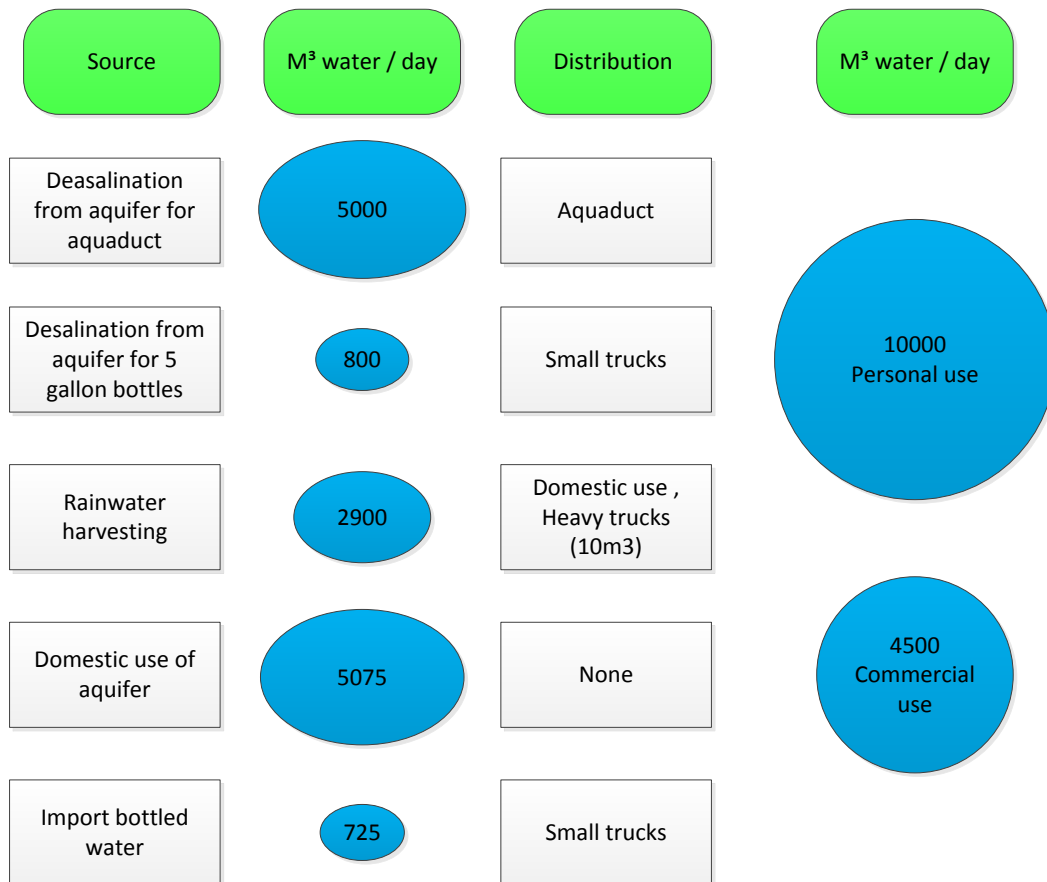 Source
M³ water / day
Distribution
M³ water / day
Deasalination
from aquifer for
aquaduct
5000
Aquaduct
Desalination from
aquifer for 5
gallon bottles
800
Small trucks
10000
Personal use
Rainwater
harvesting
2900
Domestic use ,
Heavy trucks
(10m3)
Domestic use of
aquifer
5075
None
4500
Commercial
use
Import bottled
water
725
Small trucks